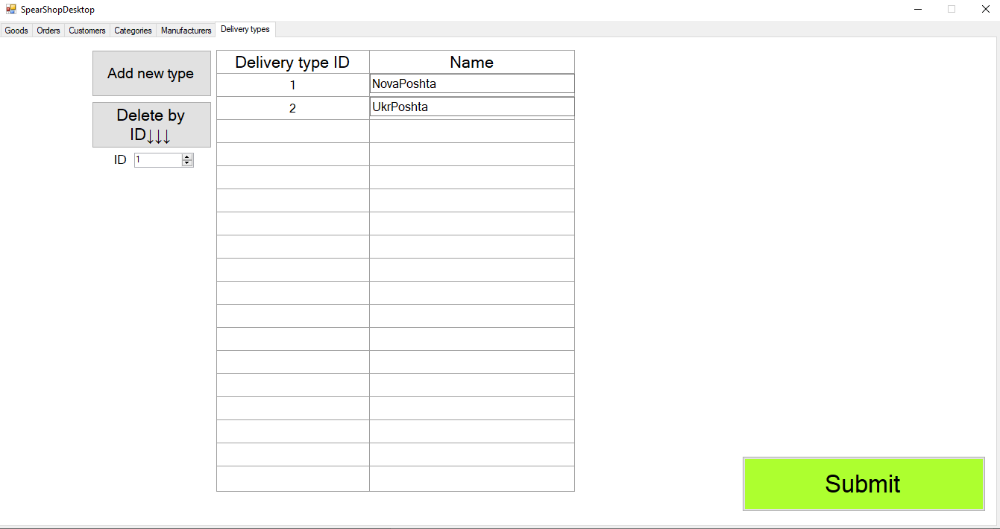 SpearShopDesktop
Goods Orders Customers Categories Manufacturers Delivery types
Add new type
Delete by
ID↓↓↓
ID 1
Delivery type ID Name
1 NovaPoshta
2 UkrPoshta
Submit